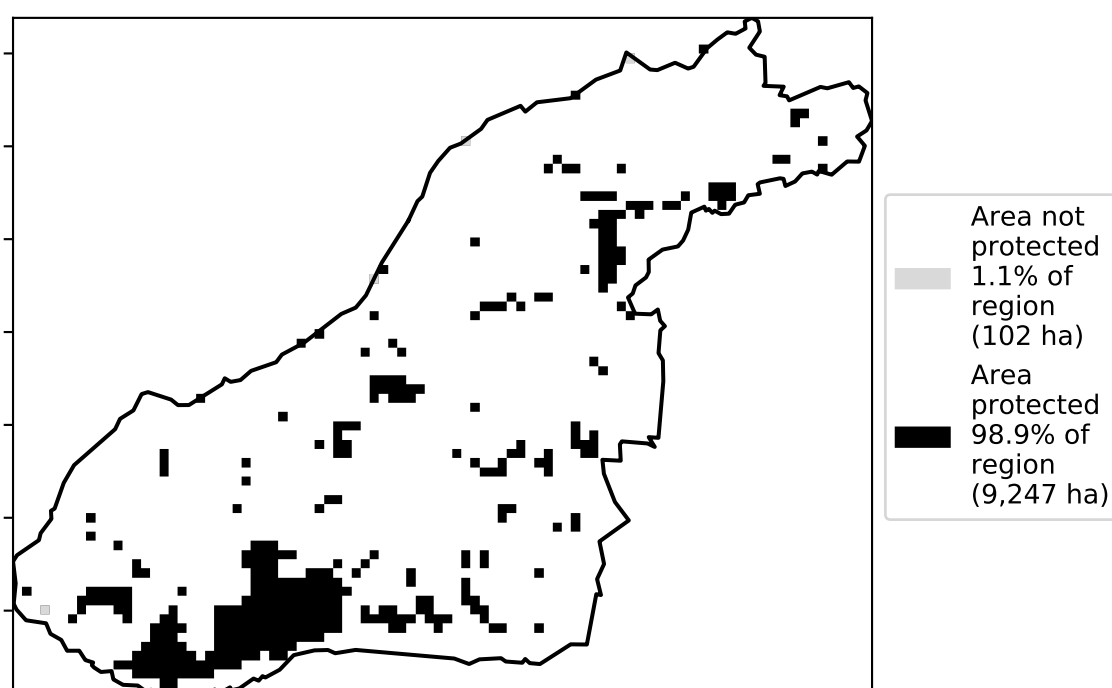 Area not
protected
1.1% of
region
(102 ha)
Area
protected
98.9% of
region
(9,247 ha)